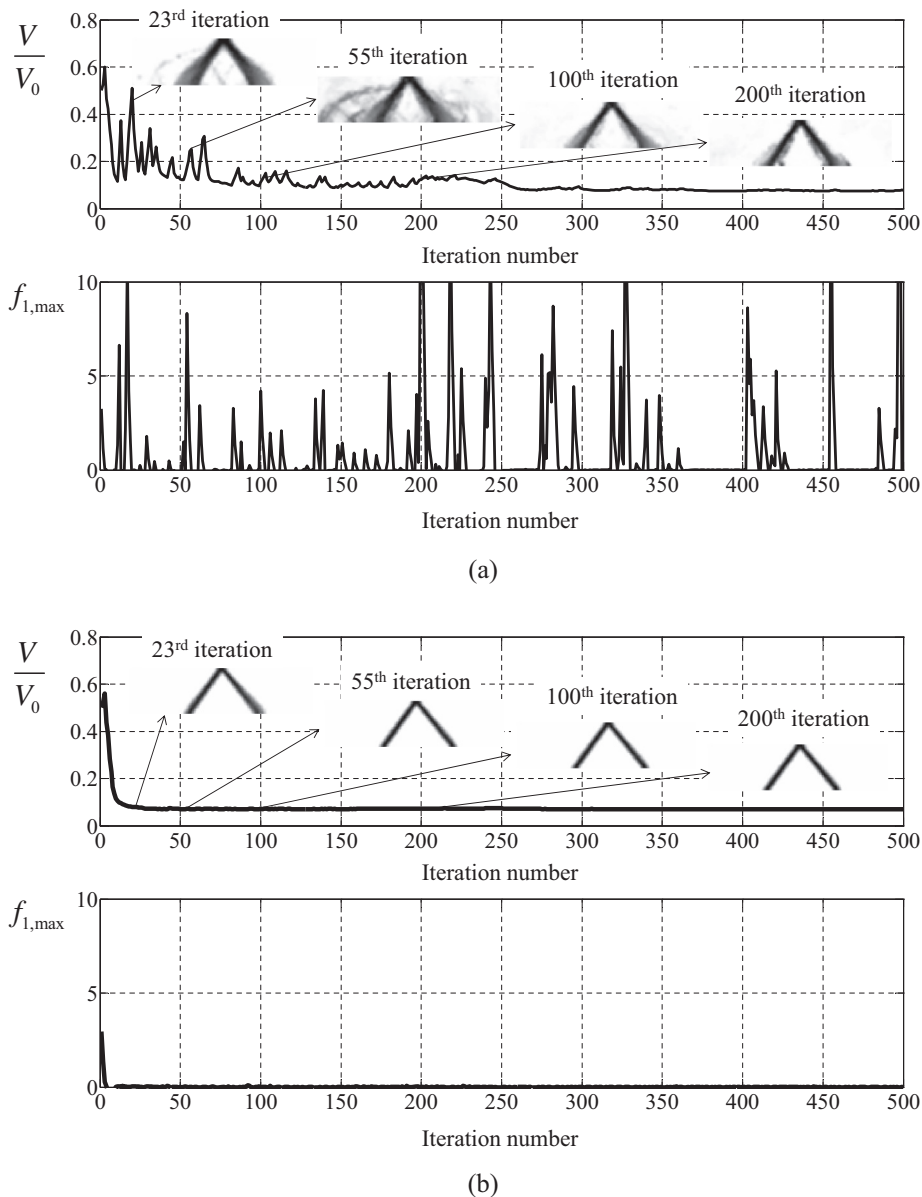 V/V₀
0.8
0.6
0.4
0.2
0
23rd iteration
55th iteration
100th iteration
200th iteration
0 50 100 150 200 250 300 350 400 450 500
Iteration number
f1,max
10
5
0
0 50 100 150 200 250 300 350 400 450 500
Iteration number
(a)
V/V₀
0.8
0.6
0.4
0.2
0
23rd iteration
55th iteration
100th iteration
200th iteration
0 50 100 150 200 250 300 350 400 450 500
Iteration number
f1,max
10
5
0
0 50 100 150 200 250 300 350 400 450 500
Iteration number
(b)